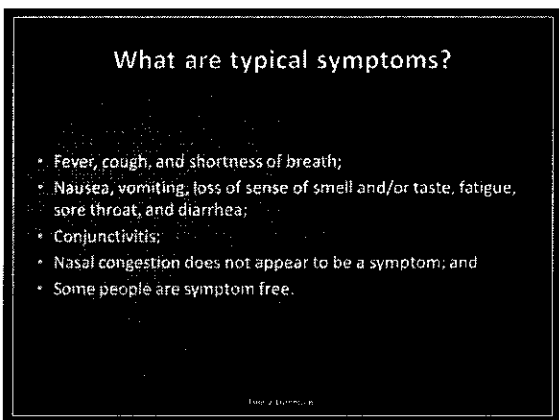 What are typical symptoms?
• Fever, cough, and shortness of breath;
• Nausea, vomiting, loss of sense of smell and/or taste, fatigue,
sore throat, and diarrhea;
• Conjunctivitis;
• Nasal congestion does not appear to be a symptom; and
• Some people are symptom free.